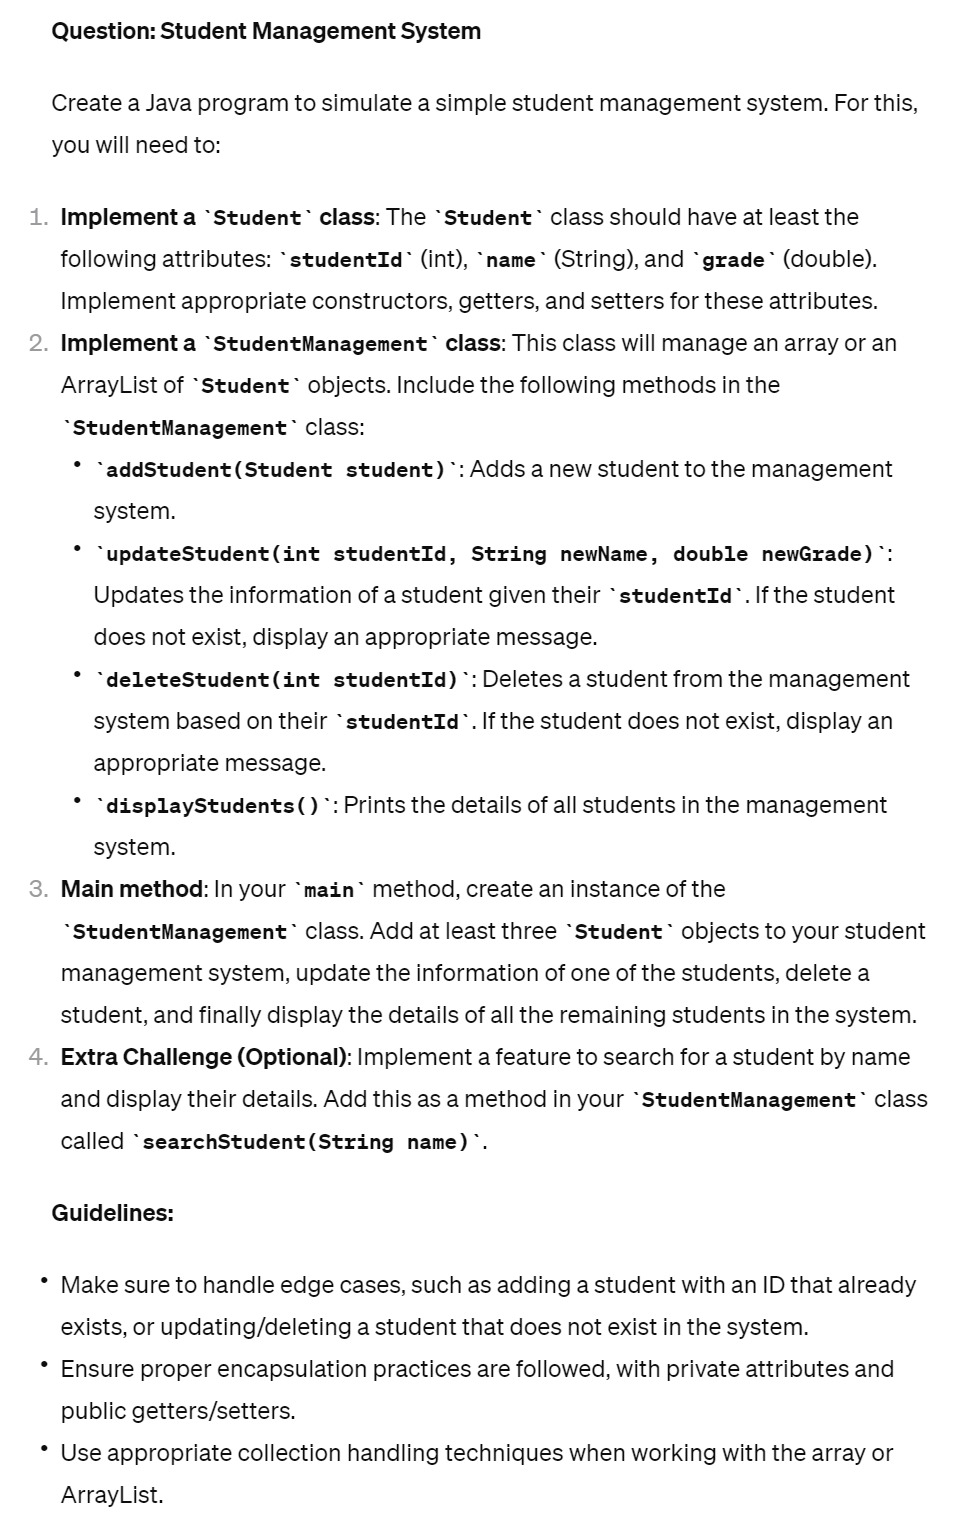 Question: Student Management System
Create a Java program to simulate a simple student management system. For this,
you will need to:
1. Implement a `Student` class: The `Student` class should have at least the
following attributes: `studentId` (int), `name` (String), and `grade` (double).
Implement appropriate constructors, getters, and setters for these attributes.
2. Implement a `StudentManagement` class: This class will manage an array or an
ArrayList of `Student` objects. Include the following methods in the
`StudentManagement` class:
• `addStudent(Student student)`: Adds a new student to the management
system.
• `updateStudent(int studentId, String newName, double newGrade)`:
Updates the information of a student given their `studentId`. If the student
does not exist, display an appropriate message.
• `deleteStudent(int studentId)`: Deletes a student from the management
system based on their `studentId`. If the student does not exist, display an
appropriate message.
• `displayStudents()`: Prints the details of all students in the management
system.
3. Main method: In your `main` method, create an instance of the
`StudentManagement` class. Add at least three `Student` objects to your student
management system, update the information of one of the students, delete a
student, and finally display the details of all the remaining students in the system.
4. Extra Challenge (Optional): Implement a feature to search for a student by name
and display their details. Add this as a method in your `StudentManagement` class
called `searchStudent(String name)`.
Guidelines:
• Make sure to handle edge cases, such as adding a student with an ID that already
exists, or updating/deleting a student that does not exist in the system.
• Ensure proper encapsulation practices are followed, with private attributes and
public getters/setters.
• Use appropriate collection handling techniques when working with the array or
ArrayList.